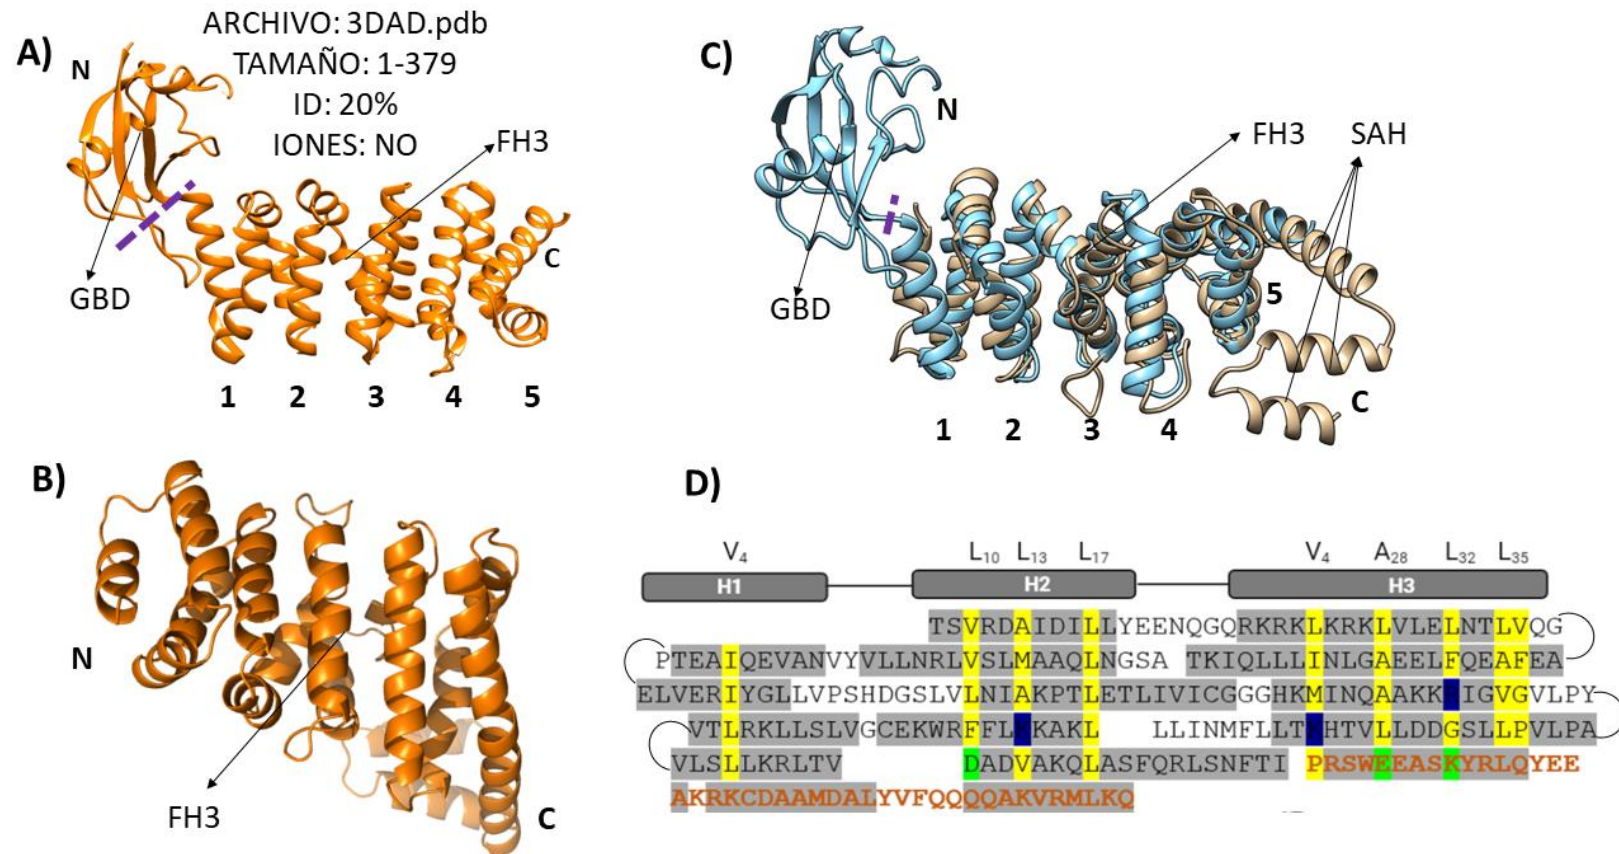 A)
N
ARCHIVO: 3DAD.pdb
TAMAÑO: 1-379
ID: 20%
IONES: NO
FH3
GBD
C
1 2 3 4 5
B)
N
FH3
C
C)
N
FH3
SAH
GBD
5
C
1 2 3 4
D)
V4 L10 L13 L17 V4 A28 L32 L35
H1 H2 H3
TSVRDAIDILLYEENQGQRKRKLKRKLVLELNTLVQG
PTEAIQEVANVYVLLNRLVSLMAAQLNGSA TKIQLLLINLGAEELFQEAFEA
ELVERIYGLLVPSHDGSLVLNIAKPTLETLIVICGGGHKMINQAAKK IGVGVLPY
VTLRKLLSLVGCEKWRFFL KAKL LLINMFLLT HTVLLDDGSLLPVLPA
VLSLLKRLTV DADVAKQLASFQRLSNFTI PRSWEEASKYRLQYEE
AKRKCDAAMDALYVFQQQQAKVRMLKQ